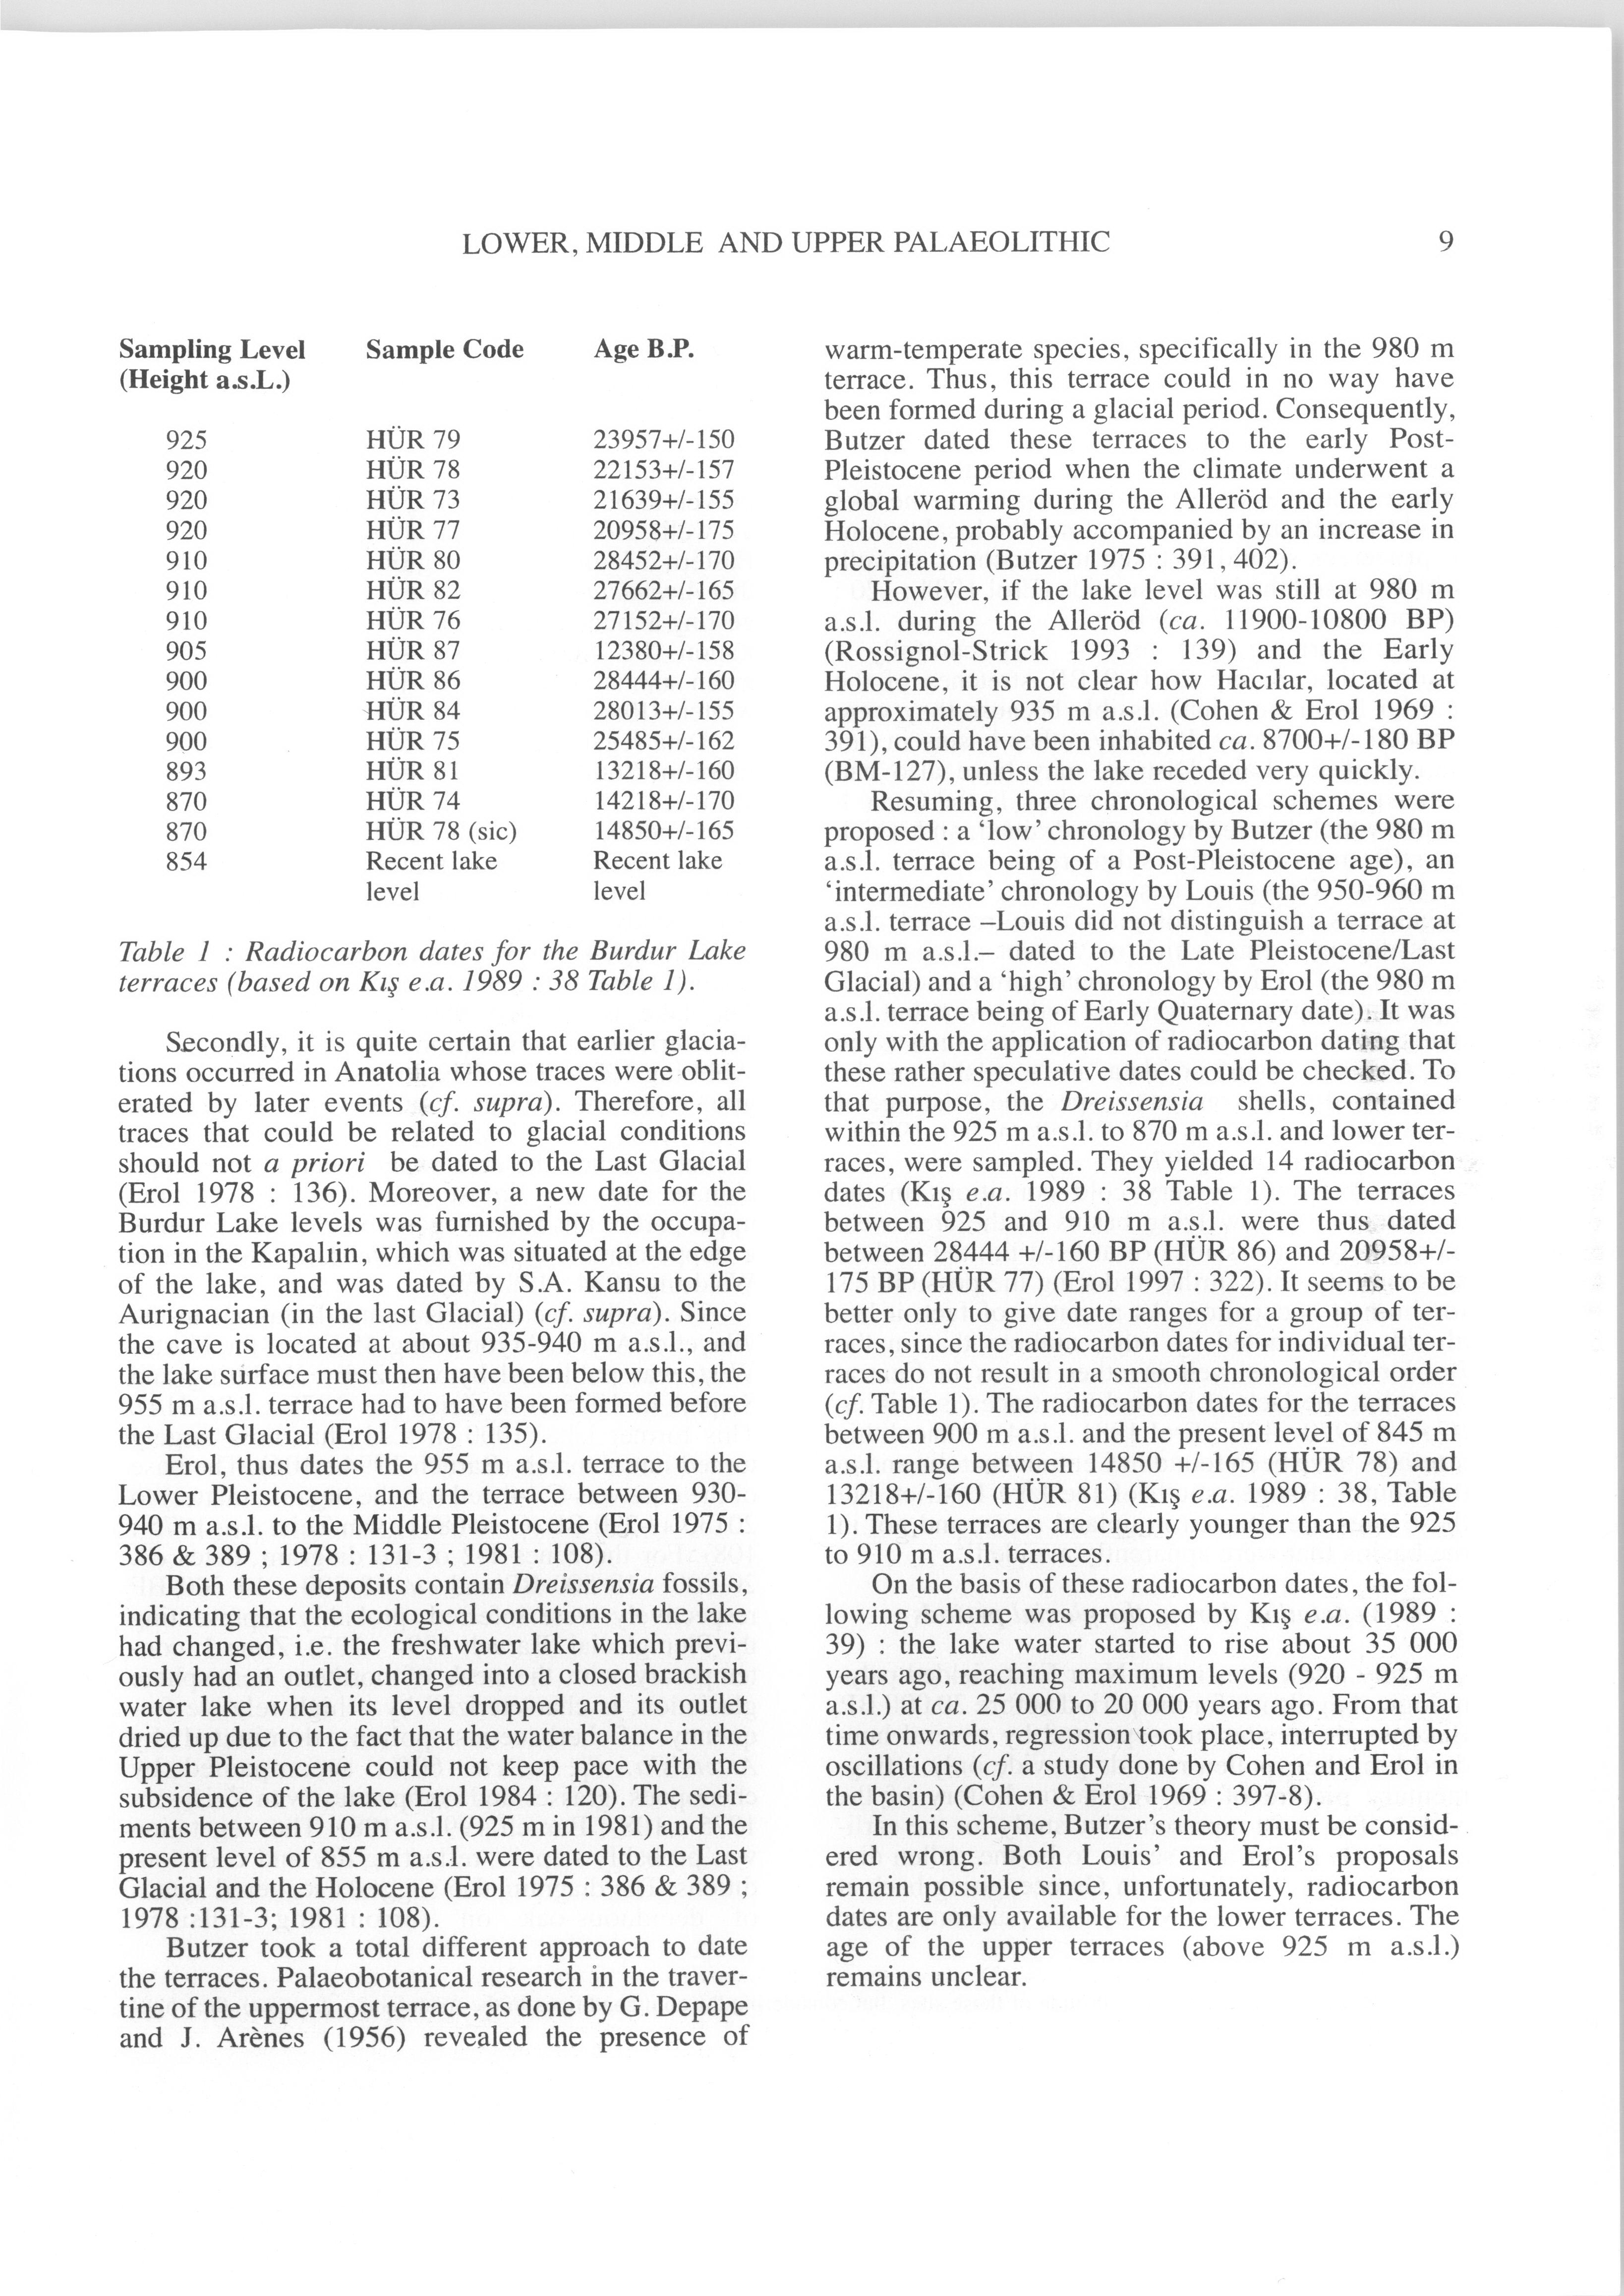 LOWER, MIDDLE AND UPPER PALAEOLITHIC 9
Sampling Level Sample Code Age B.P.
(Height a.s.L.)
925 HÜR 79 23957+/-150
920 HÜR 78 22153+/-157
920 HÜR 73 21639+/-155
920 HÜR 77 20958+/-175
910 HÜR 80 28452+/-170
910 HÜR 82 27662+/-165
910 HÜR 76 27152+/-170
905 HÜR 87 12380+/-158
900 HÜR 86 28444+/-160
900 HÜR 84 28013+/-155
900 HÜR 75 25485+/-162
893 HÜR 81 13218+/-160
870 HÜR 74 14218+/-170
870 HÜR 78 (sic) 14850+/-165
854 Recent lake Recent lake
level level
Table 1 : Radiocarbon dates for the Burdur Lake
terraces (based on Kış e.a. 1989 : 38 Table 1).
Secondly, it is quite certain that earlier glacia-
tions occurred in Anatolia whose traces were oblit-
erated by later events (cf. supra). Therefore, all
traces that could be related to glacial conditions
should not a priori be dated to the Last Glacial
(Erol 1978 : 136). Moreover, a new date for the
Burdur Lake levels was furnished by the occupa-
tion in the Kapalıin, which was situated at the edge
of the lake, and was dated by S.A. Kansu to the
Aurignacian (in the last Glacial) (cf. supra). Since
the cave is located at about 935-940 m a.s.l., and
the lake surface must then have been below this, the
955 m a.s.l. terrace had to have been formed before
the Last Glacial (Erol 1978 : 135).
Erol, thus dates the 955 m a.s.l. terrace to the
Lower Pleistocene, and the terrace between 930-
940 m a.s.l. to the Middle Pleistocene (Erol 1975 :
386 & 389 ; 1978 : 131-3 ; 1981 : 108).
Both these deposits contain Dreissensia fossils,
indicating that the ecological conditions in the lake
had changed, i.e. the freshwater lake which previ-
ously had an outlet, changed into a closed brackish
water lake when its level dropped and its outlet
dried up due to the fact that the water balance in the
Upper Pleistocene could not keep pace with the
subsidence of the lake (Erol 1984 : 120). The sedi-
ments between 910 m a.s.l. (925 m in 1981) and the
present level of 855 m a.s.l. were dated to the Last
Glacial and the Holocene (Erol 1975 : 386 & 389 ;
1978 :131-3; 1981 : 108).
Butzer took a total different approach to date
the terraces. Palaeobotanical research in the traver-
tine of the uppermost terrace, as done by G. Depape
and J. Arènes (1956) revealed the presence of
warm-temperate species, specifically in the 980 m
terrace. Thus, this terrace could in no way have
been formed during a glacial period. Consequently,
Butzer dated these terraces to the early Post-
Pleistocene period when the climate underwent a
global warming during the Alleröd and the early
Holocene, probably accompanied by an increase in
precipitation (Butzer 1975 : 391, 402).
However, if the lake level was still at 980 m
a.s.l. during the Alleröd (ca. 11900-10800 BP)
(Rossignol-Strick 1993 : 139) and the Early
Holocene, it is not clear how Hacılar, located at
approximately 935 m a.s.l. (Cohen & Erol 1969 :
391), could have been inhabited ca. 8700+/-180 BP
(BM-127), unless the lake receded very quickly.
Resuming, three chronological schemes were
proposed : a ‘low’ chronology by Butzer (the 980 m
a.s.l. terrace being of a Post-Pleistocene age), an
‘intermediate’ chronology by Louis (the 950-960 m
a.s.l. terrace –Louis did not distinguish a terrace at
980 m a.s.l.– dated to the Late Pleistocene/Last
Glacial) and a ‘high’ chronology by Erol (the 980 m
a.s.l. terrace being of Early Quaternary date). It was
only with the application of radiocarbon dating that
these rather speculative dates could be checked. To
that purpose, the Dreissensia shells, contained
within the 925 m a.s.l. to 870 m a.s.l. and lower ter-
races, were sampled. They yielded 14 radiocarbon
dates (Kış e.a. 1989 : 38 Table 1). The terraces
between 925 and 910 m a.s.l. were thus dated
between 28444 +/-160 BP (HÜR 86) and 20958+/-
175 BP (HÜR 77) (Erol 1997 : 322). It seems to be
better only to give date ranges for a group of ter-
races, since the radiocarbon dates for individual ter-
races do not result in a smooth chronological order
(cf. Table 1). The radiocarbon dates for the terraces
between 900 m a.s.l. and the present level of 845 m
a.s.l. range between 14850 +/-165 (HÜR 78) and
13218+/-160 (HÜR 81) (Kış e.a. 1989 : 38, Table
1). These terraces are clearly younger than the 925
to 910 m a.s.l. terraces.
On the basis of these radiocarbon dates, the fol-
lowing scheme was proposed by Kış e.a. (1989 :
39) : the lake water started to rise about 35 000
years ago, reaching maximum levels (920 - 925 m
a.s.l.) at ca. 25 000 to 20 000 years ago. From that
time onwards, regression took place, interrupted by
oscillations (cf. a study done by Cohen and Erol in
the basin) (Cohen & Erol 1969 : 397-8).
In this scheme, Butzer’s theory must be consid-
ered wrong. Both Louis’ and Erol’s proposals
remain possible since, unfortunately, radiocarbon
dates are only available for the lower terraces. The
age of the upper terraces (above 925 m a.s.l.)
remains unclear.